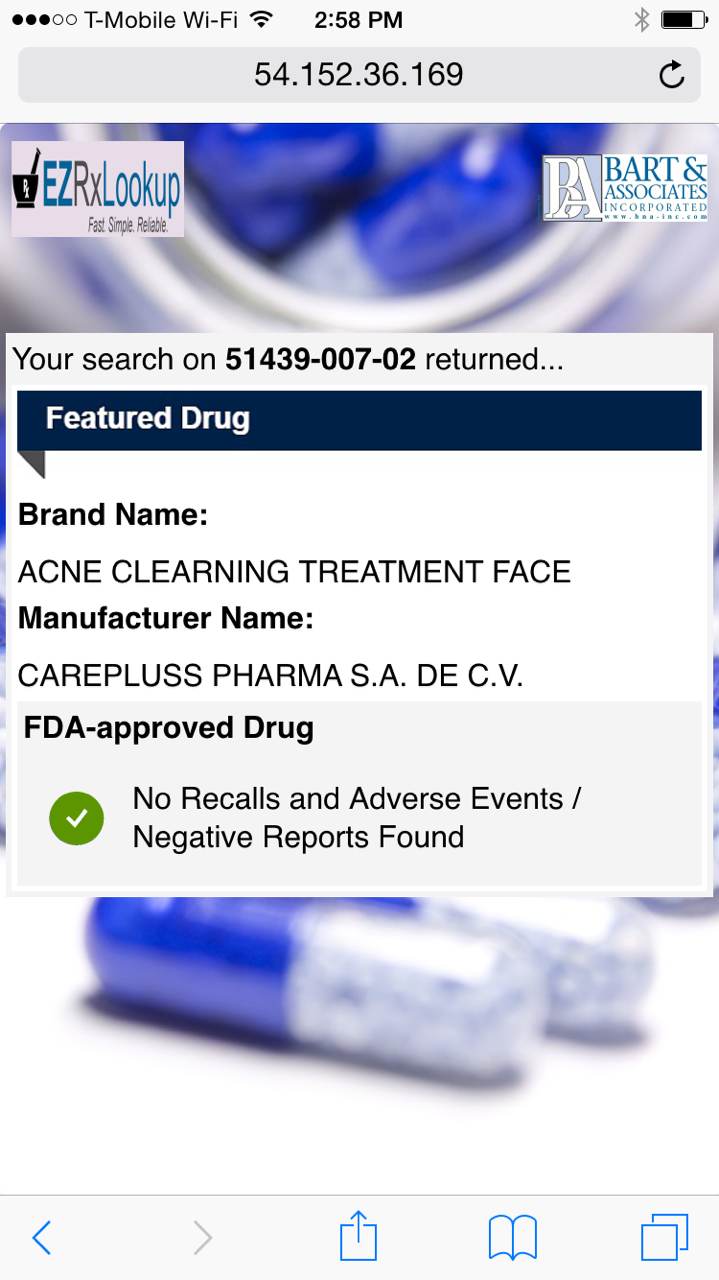 T-Mobile Wi-Fi 2:58 PM
54.152.36.169
EZRxLookup
Fast. Simple. Reliable.
BA
BART &
ASSOCIATES
INCORPORATED
www.bna-inc.com
Your search on 51439-007-02 returned...
Featured Drug
Brand Name:
ACNE CLEARNING TREATMENT FACE
Manufacturer Name:
CAREPLUSS PHARMA S.A. DE C.V.
FDA-approved Drug
No Recalls and Adverse Events /
Negative Reports Found